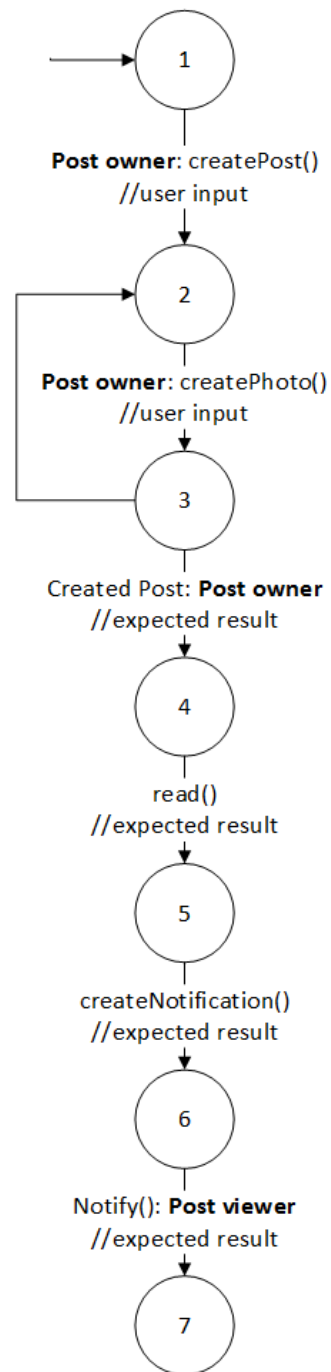 1
Post owner: createPost()
//user input
2
Post owner: createPhoto()
//user input
3
Created Post: Post owner
//expected result
4
read()
//expected result
5
createNotification()
//expected result
6
Notify(): Post viewer
//expected result
7